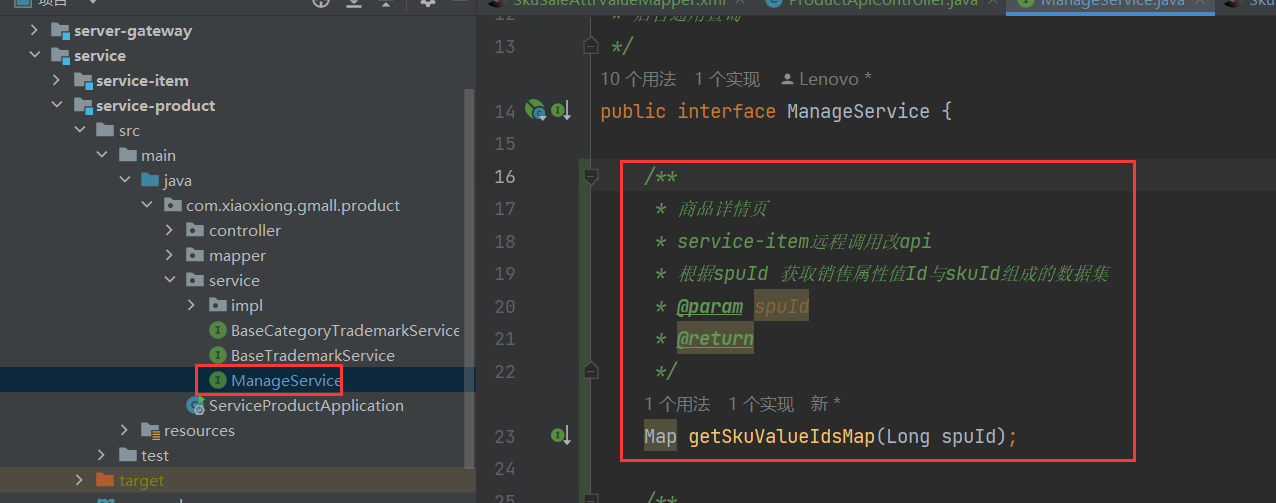 项目
SkuSaleAttrValueMapper.xml
ProductApiController.java
ManageService.java
server-gateway
service
service-item
service-product
src
main
java
com.xiaoxiong.gmall.product
controller
mapper
service
impl
BaseCategoryTrademarkService
BaseTrademarkService
ManageService
ServiceProductApplication
resources
test
target
12
13 */
10 个用法 1 个实现 Lenovo *
14 public interface ManageService {
15
16 /**
17 * 商品详情页
18 * service-item远程调用改api
19 * 根据spuId 获取销售属性值Id与skuId组成的数据集
20 * @param spuId
21 * @return
22 */
1 个用法 1 个实现 新 *
23 Map getSkuValueIdsMap(Long spuId);
24
25 /**